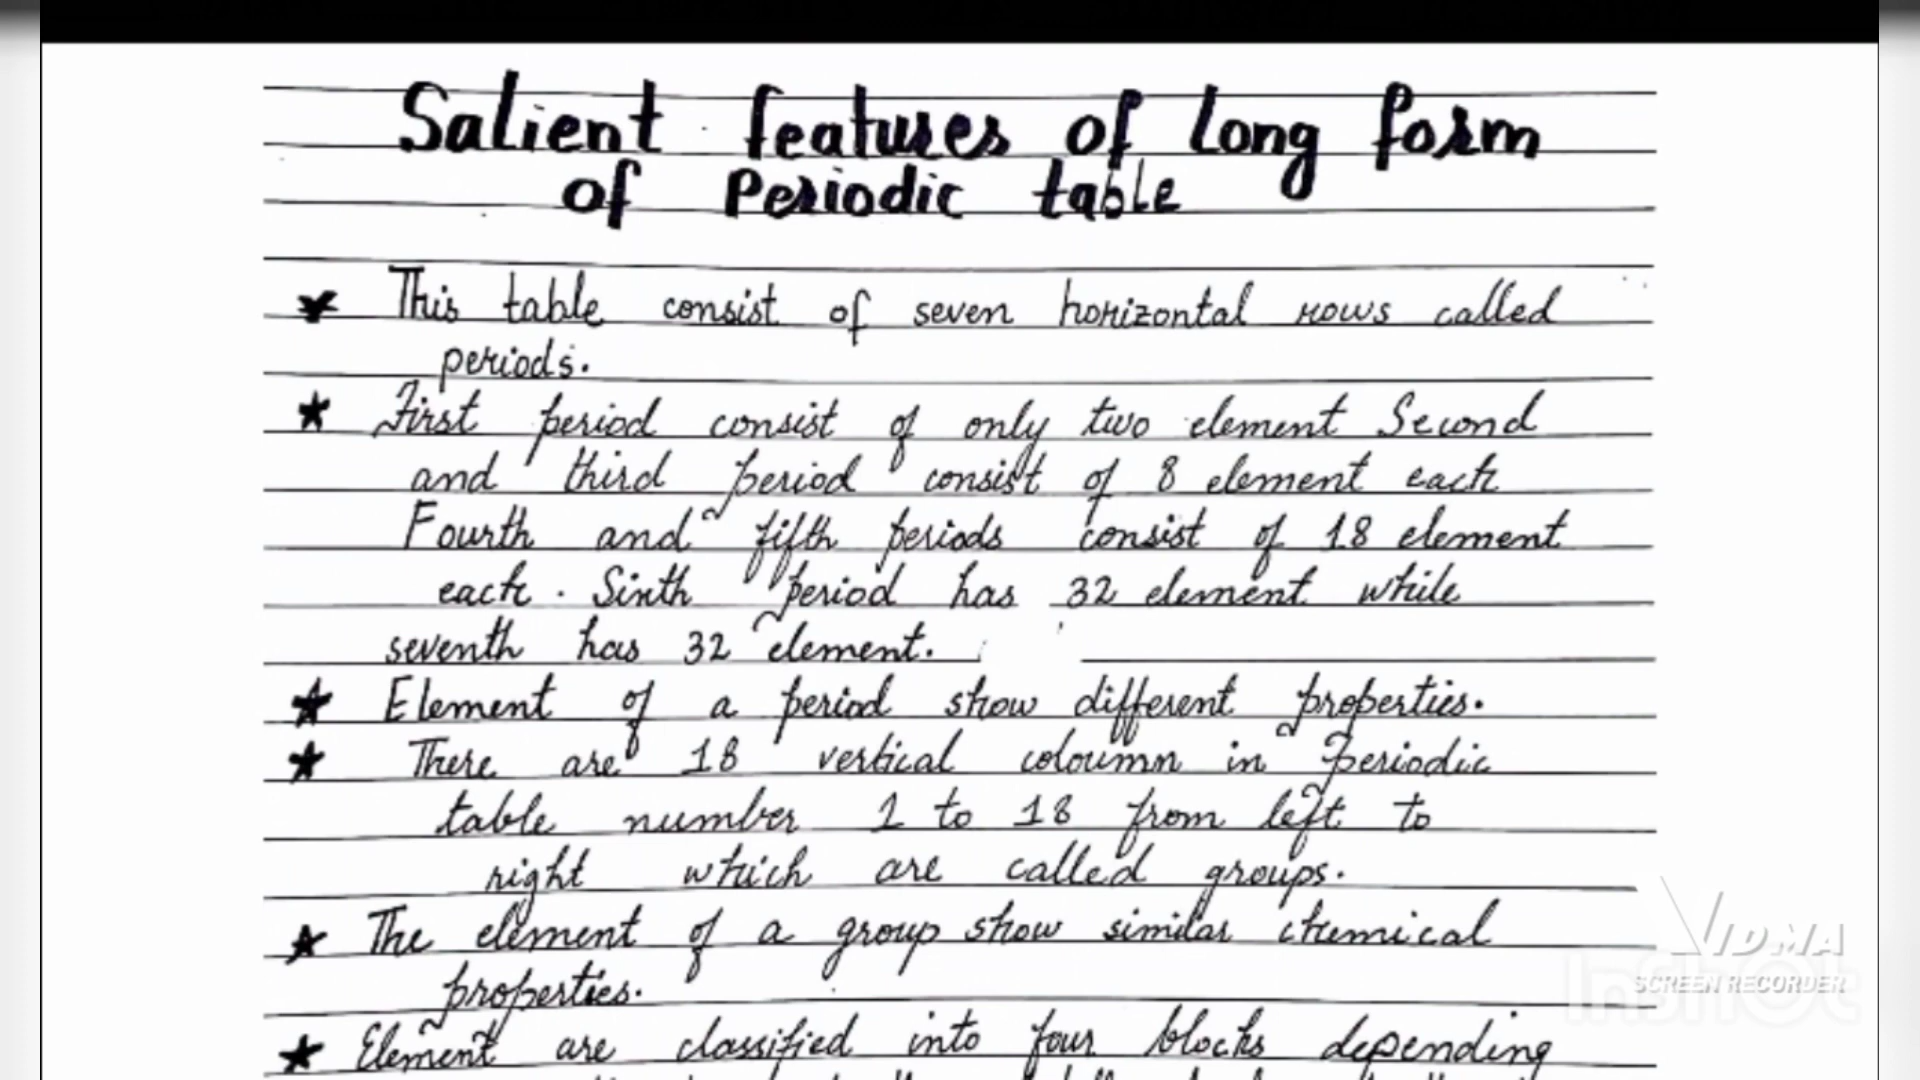 Salient features of long form
of Periodic table
This table consist of seven horizontal rows called
periods.
First period consist of only two element Second
and third period consist of 8 element each
Fourth and fifth periods consist of 18 element
each. Sixth period has 32 element while
seventh has 32 element.
Element of a period show different properties.
There are 18 vertical coloumn in Periodic
table number 1 to 18 from left to
right which are called groups.
The element of a group show similar chemical
properties.
Element are classified into four blocks depending
VIDMA
SCREEN RECORDER
InShOt